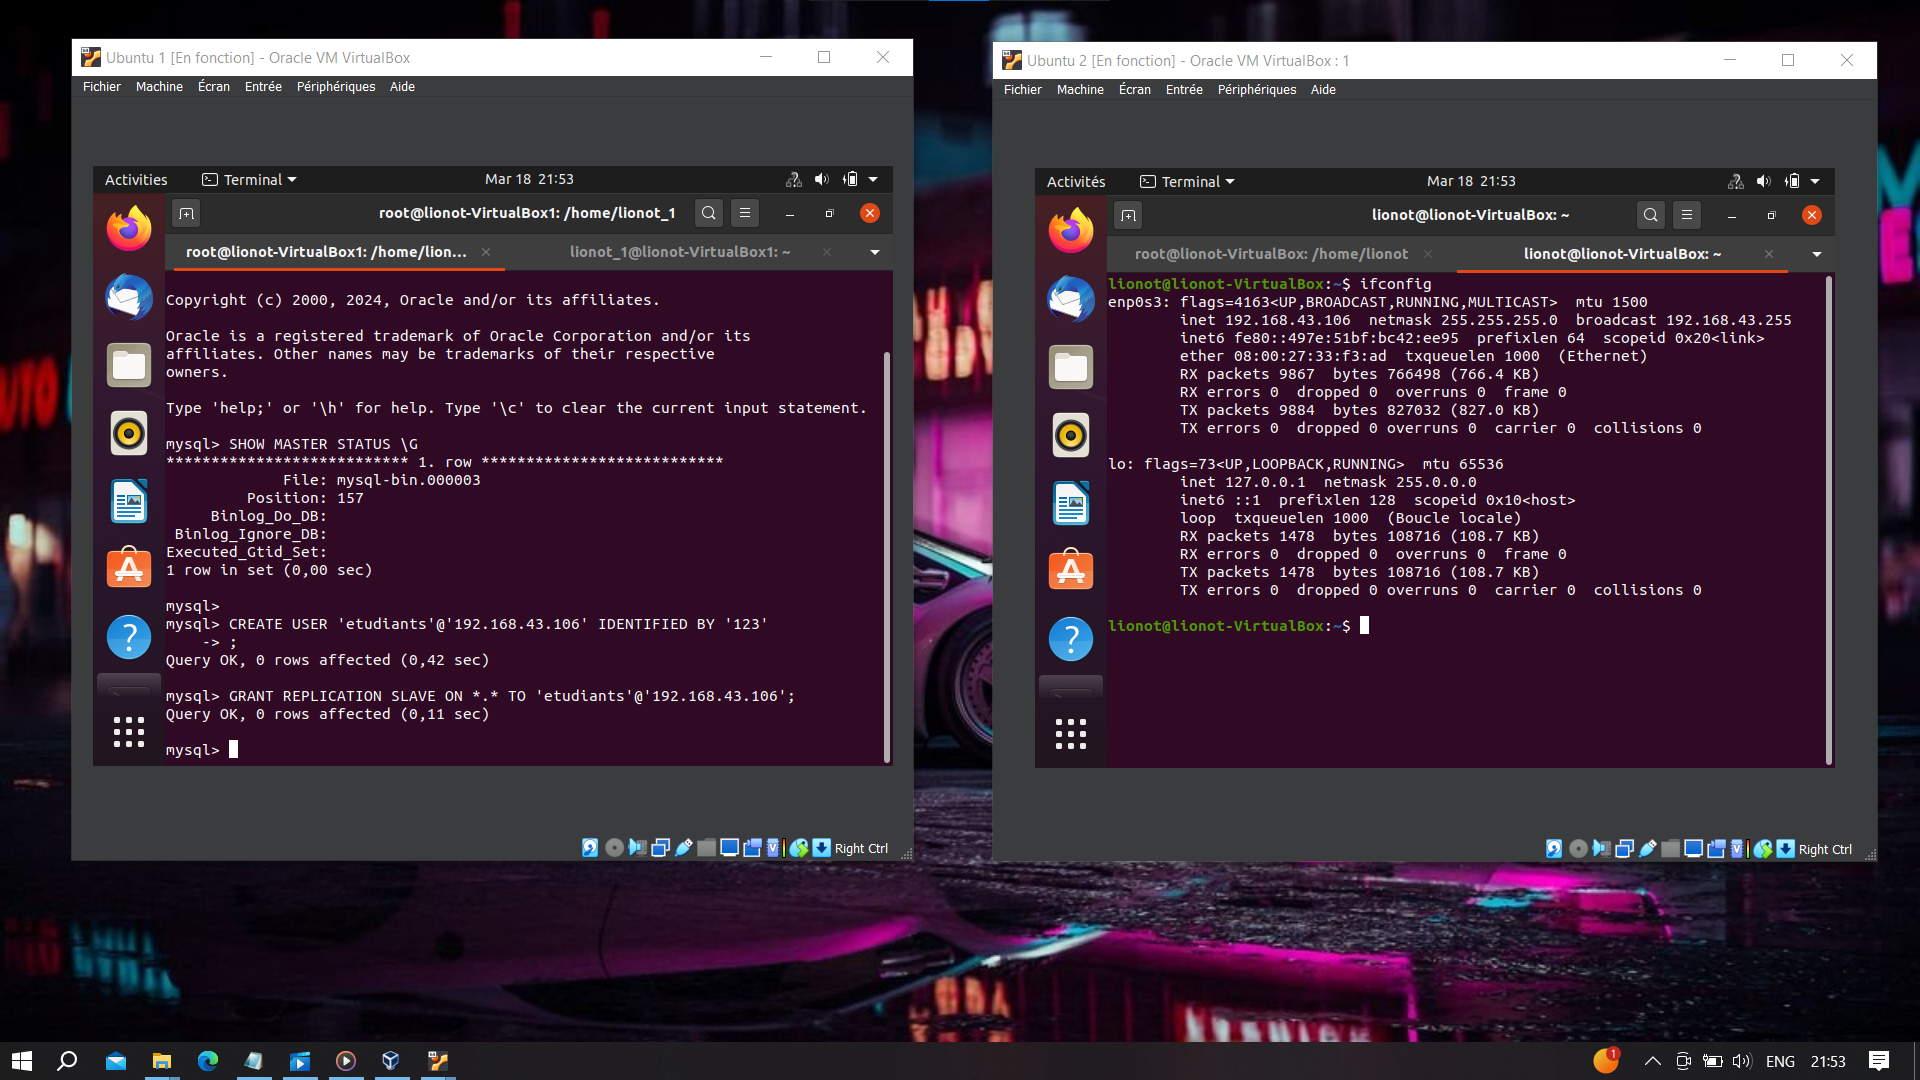 Ubuntu 1 [En fonction] - Oracle VM VirtualBox
Fichier Machine Écran Entrée Périphériques Aide
Activities Terminal Mar 18 21:53
root@lionot-VirtualBox1: /home/lionot_1
root@lionot-VirtualBox1: /home/lion... lionot_1@lionot-VirtualBox1: ~
Copyright (c) 2000, 2024, Oracle and/or its affiliates.
Oracle is a registered trademark of Oracle Corporation and/or its
affiliates. Other names may be trademarks of their respective
owners.
Type 'help;' or '\h' for help. Type '\c' to clear the current input statement.
mysql> SHOW MASTER STATUS \G
*************************** 1. row ***************************
File: mysql-bin.000003
Position: 157
Binlog_Do_DB:
Binlog_Ignore_DB:
Executed_Gtid_Set:
1 row in set (0,00 sec)
mysql>
mysql> CREATE USER 'etudiants'@'192.168.43.106' IDENTIFIED BY '123'
-> ;
Query OK, 0 rows affected (0,42 sec)
mysql> GRANT REPLICATION SLAVE ON *.* TO 'etudiants'@'192.168.43.106';
Query OK, 0 rows affected (0,11 sec)
mysql>
Right Ctrl
Ubuntu 2 [En fonction] - Oracle VM VirtualBox : 1
Fichier Machine Écran Entrée Périphériques Aide
Activités Terminal Mar 18 21:53
lionot@lionot-VirtualBox: ~
root@lionot-VirtualBox: /home/lionot lionot@lionot-VirtualBox: ~
lionot@lionot-VirtualBox:~$ ifconfig
enp0s3: flags=4163<UP,BROADCAST,RUNNING,MULTICAST> mtu 1500
inet 192.168.43.106 netmask 255.255.255.0 broadcast 192.168.43.255
inet6 fe80::497e:51bf:bc42:ee95 prefixlen 64 scopeid 0x20<link>
ether 08:00:27:33:f3:ad txqueuelen 1000 (Ethernet)
RX packets 9867 bytes 766498 (766.4 KB)
RX errors 0 dropped 0 overruns 0 frame 0
TX packets 9884 bytes 827032 (827.0 KB)
TX errors 0 dropped 0 overruns 0 carrier 0 collisions 0
lo: flags=73<UP,LOOPBACK,RUNNING> mtu 65536
inet 127.0.0.1 netmask 255.0.0.0
inet6 ::1 prefixlen 128 scopeid 0x10<host>
loop txqueuelen 1000 (Boucle locale)
RX packets 1478 bytes 108716 (108.7 KB)
RX errors 0 dropped 0 overruns 0 frame 0
TX packets 1478 bytes 108716 (108.7 KB)
TX errors 0 dropped 0 overruns 0 carrier 0 collisions 0
lionot@lionot-VirtualBox:~$
Right Ctrl
1 ENG 21:53